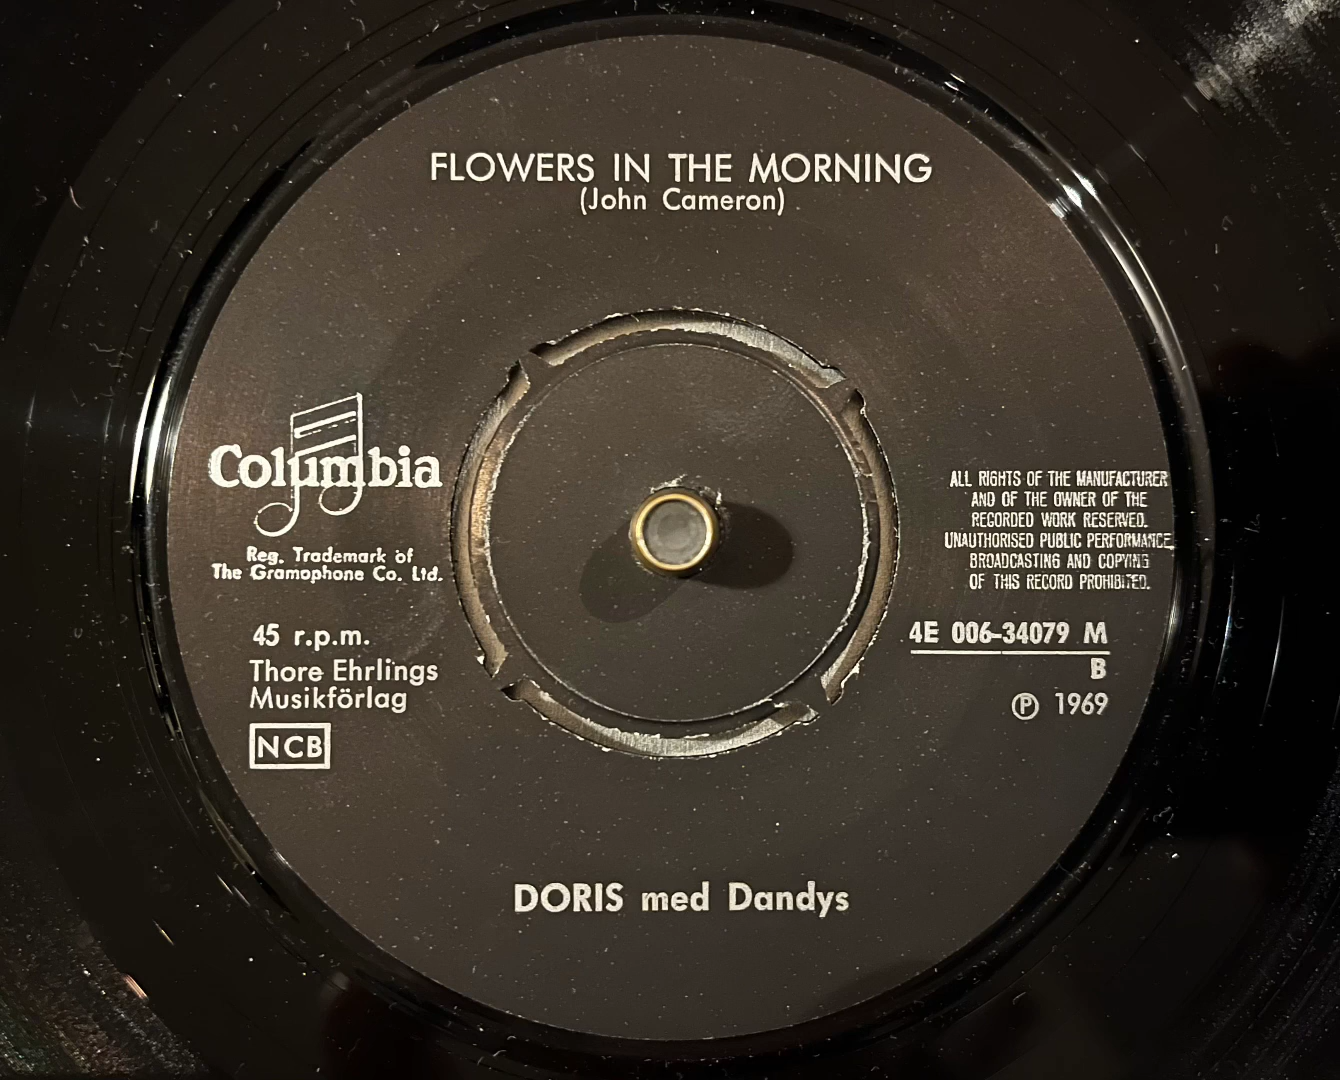 FLOWERS IN THE MORNING
(John Cameron)
Columbia
Reg. Trademark of
The Gramophone Co. Ltd.
45 r.p.m.
Thore Ehrlings
Musikförlag
NCB
ALL RIGHTS OF THE MANUFACTURER
AND OF THE OWNER OF THE
RECORDED WORK RESERVED.
UNAUTHORISED PUBLIC PERFORMANCE,
BROADCASTING AND COPYING
OF THIS RECORD PROHIBITED.
4E 006-34079 M
B
Ⓟ 1969
DORIS med Dandys